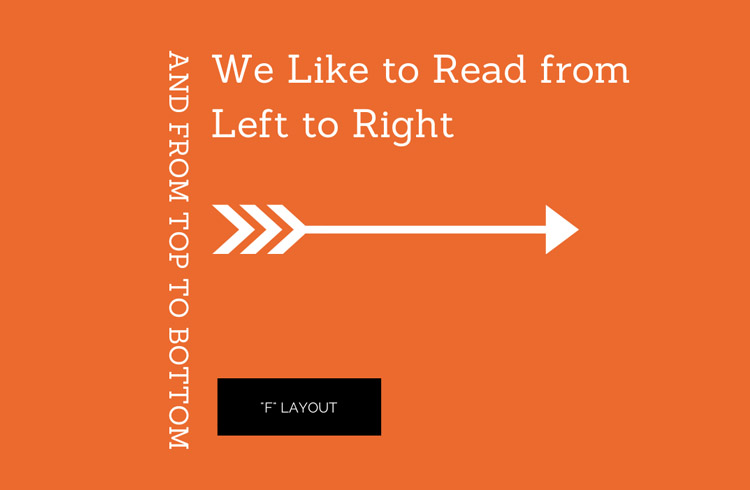 We Like to Read from
Left to Right
AND FROM TOP TO BOTTOM
"F" LAYOUT